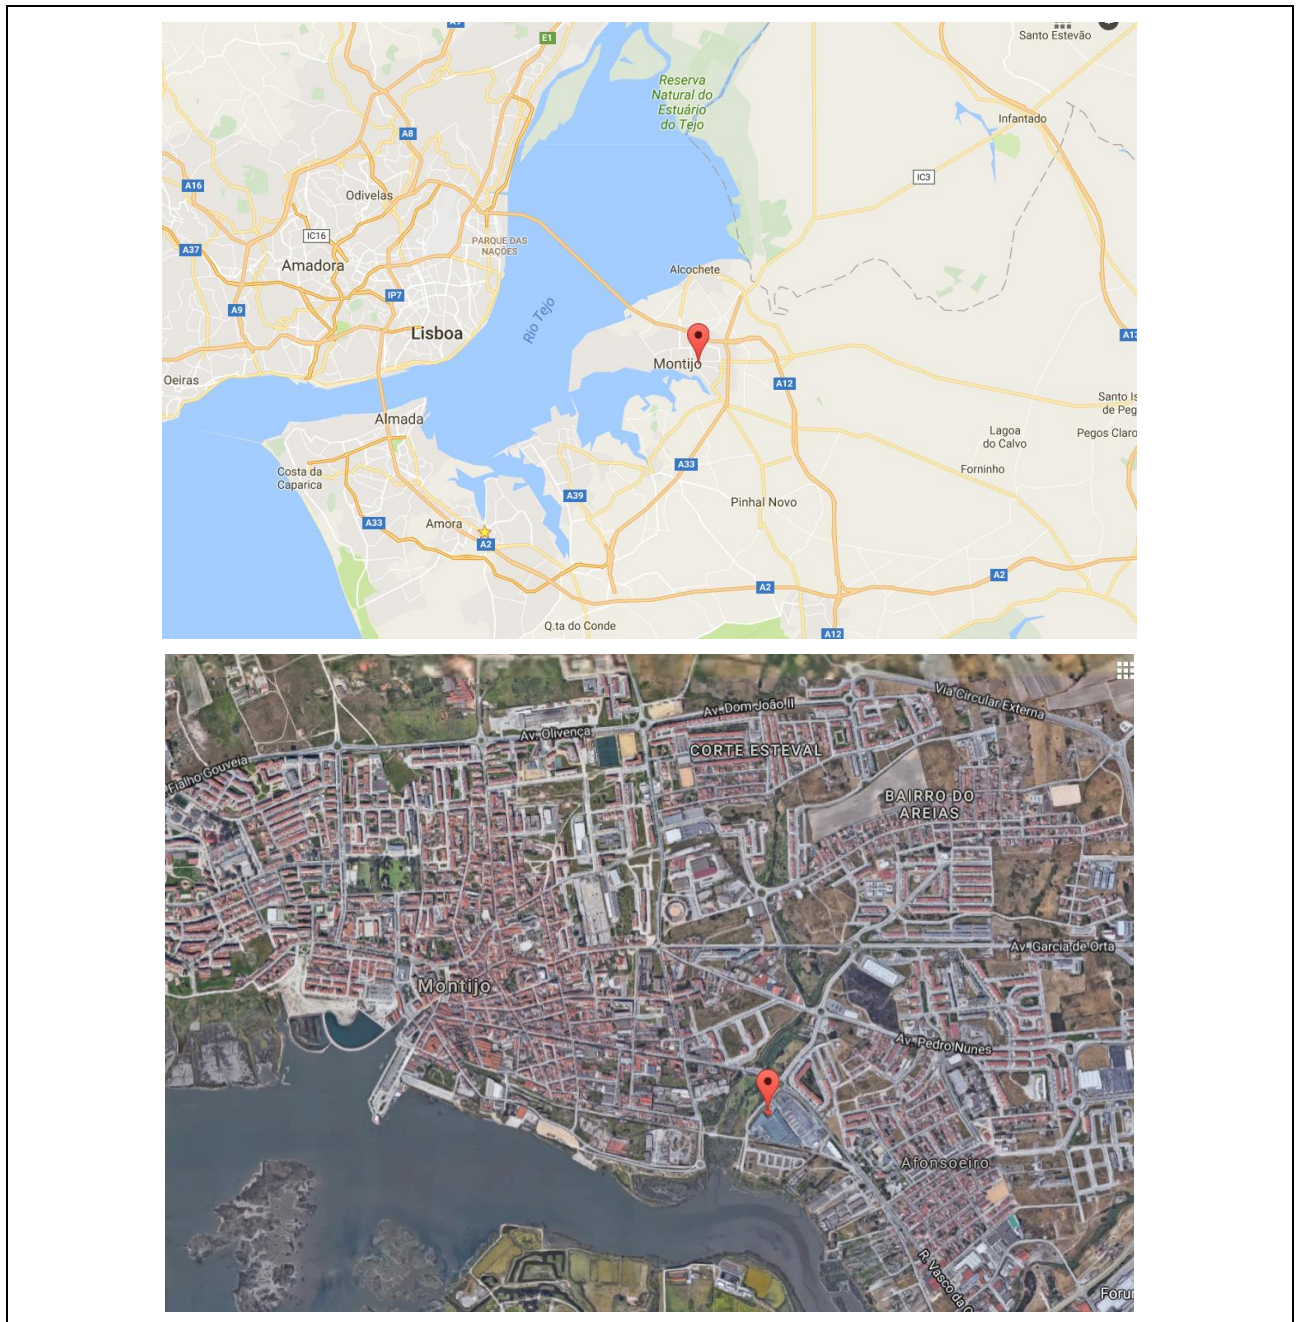 A9
E1
Santo Estevão
Reserva
Natural do
Estuário
do Tejo
Infantado
A8
IC3
A16
Odivelas
IC16
PARQUE DAS
NAÇÕES
A37
Amadora
Alcochete
IP7
A9
Rio Tejo
Lisboa
A13
Montijo
Oeiras
A12
Santo Is
de Peg
Almada
Lagoa
do Calvo
Pegos Claro
A33
Forninho
Costa da
Caparica
A39
Pinhal Novo
A33
Amora
A2
A2
A2
Q.ta do Conde
A12
Via Circular Externa
Av. Dom João II
Av. Olivença
CORTE ESTEVAL
Fialho Gouveia
BAIRRO DO
AREIAS
Av. Garcia de Orta
Montijo
Av. Pedro Nunes
Afonsoeiro
R. Vasco da G
Foru